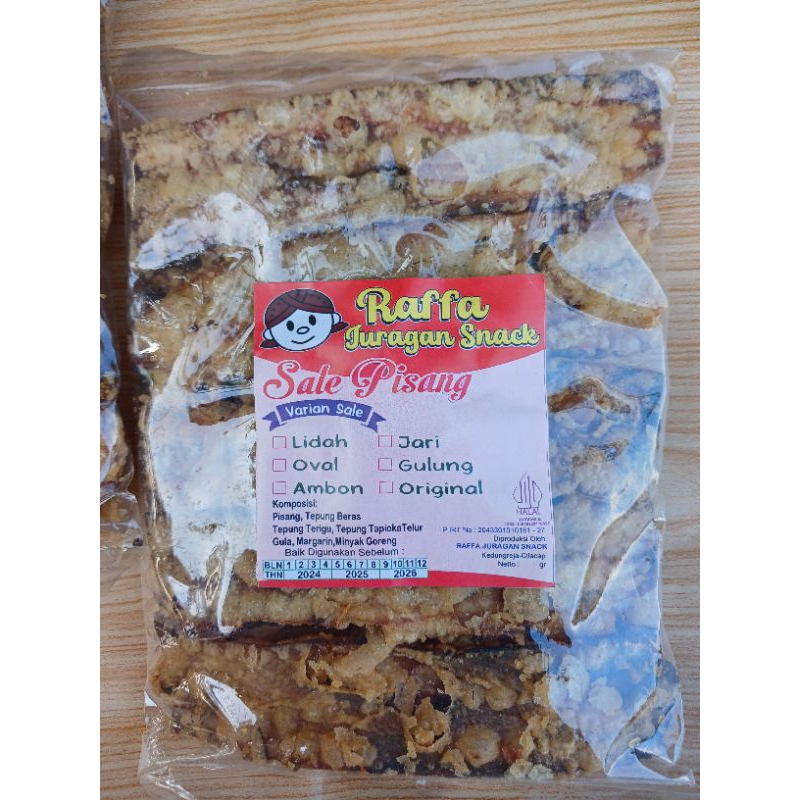 Raffa
Juragan Snack
Sale Pisang
Varian Sale
Lidah
Jari
Oval
Gulung
Ambon
Original
Komposisi:
Pisang, Tepung Beras
Tepung Terigu, Tepung TapiokaTelur
Gula, Margarin,Minyak Goreng
Baik Digunakan Sebelum :
BLN 1 2 3 4 5 6 7 8 9 10 11 12
THN 2024 2025 2026
HALAL
INDONESIA
Diproduksi Oleh
RAFFA JURAGAN SNACK
Kedungreja-Cilacap
Netto : gr